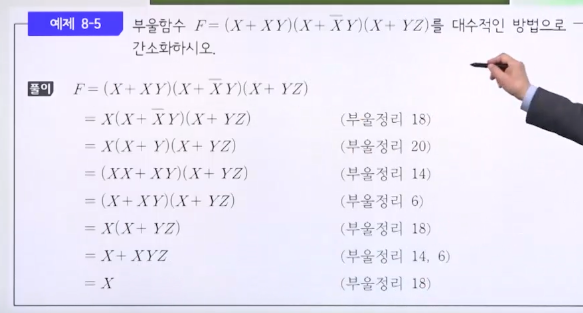 예제 8-5 부울함수 F = (X + XY)(X + X̅Y)(X + YZ)를 대수적인 방법으로
간소화하시오.
풀이 F = (X + XY)(X + X̅Y)(X + YZ)
= X(X + X̅Y)(X + YZ) (부울정리 18)
= X(X + Y)(X + YZ) (부울정리 20)
= (XX + XY)(X + YZ) (부울정리 14)
= (X + XY)(X + YZ) (부울정리 6)
= X(X + YZ) (부울정리 18)
= X + XYZ (부울정리 14, 6)
= X (부울정리 18)